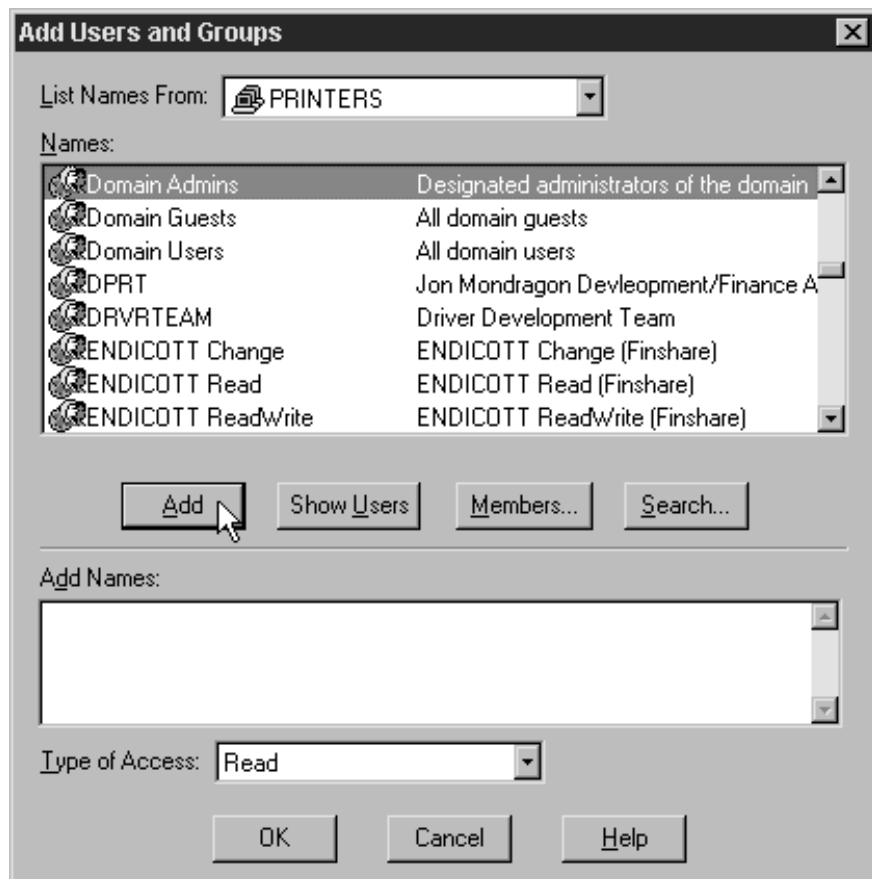 Add Users and Groups
List Names From: PRINTERS
Names:
Domain Admins Designated administrators of the domain
Domain Guests All domain guests
Domain Users All domain users
DPRT Jon Mondragon Devleopment/Finance A
DRVRTEAM Driver Development Team
ENDICOTT Change ENDICOTT Change (Finshare)
ENDICOTT Read ENDICOTT Read (Finshare)
ENDICOTT ReadWrite ENDICOTT ReadWrite (Finshare)
Add Show Users Members... Search...
Add Names:
Type of Access: Read
OK Cancel Help